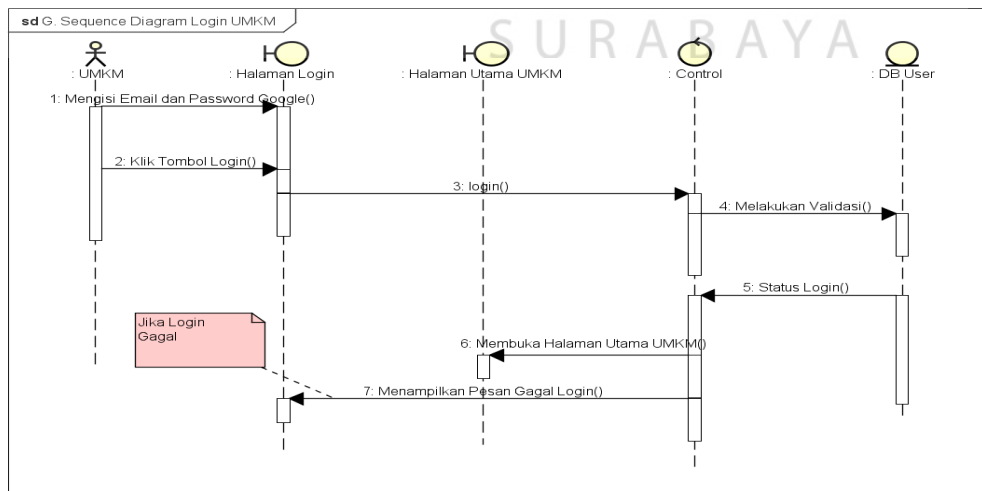 sd G. Sequence Diagram Login UMKM
SURABAYA
: UMKM
: Halaman Login
: Halaman Utama UMKM
: Control
: DB User
1: Mengisi Email dan Password Google()
2: Klik Tombol Login()
3: login()
4: Melakukan Validasi()
5: Status Login()
Jika Login
Gagal
6: Membuka Halaman Utama UMKM()
7: Menampilkan Pesan Gagal Login()